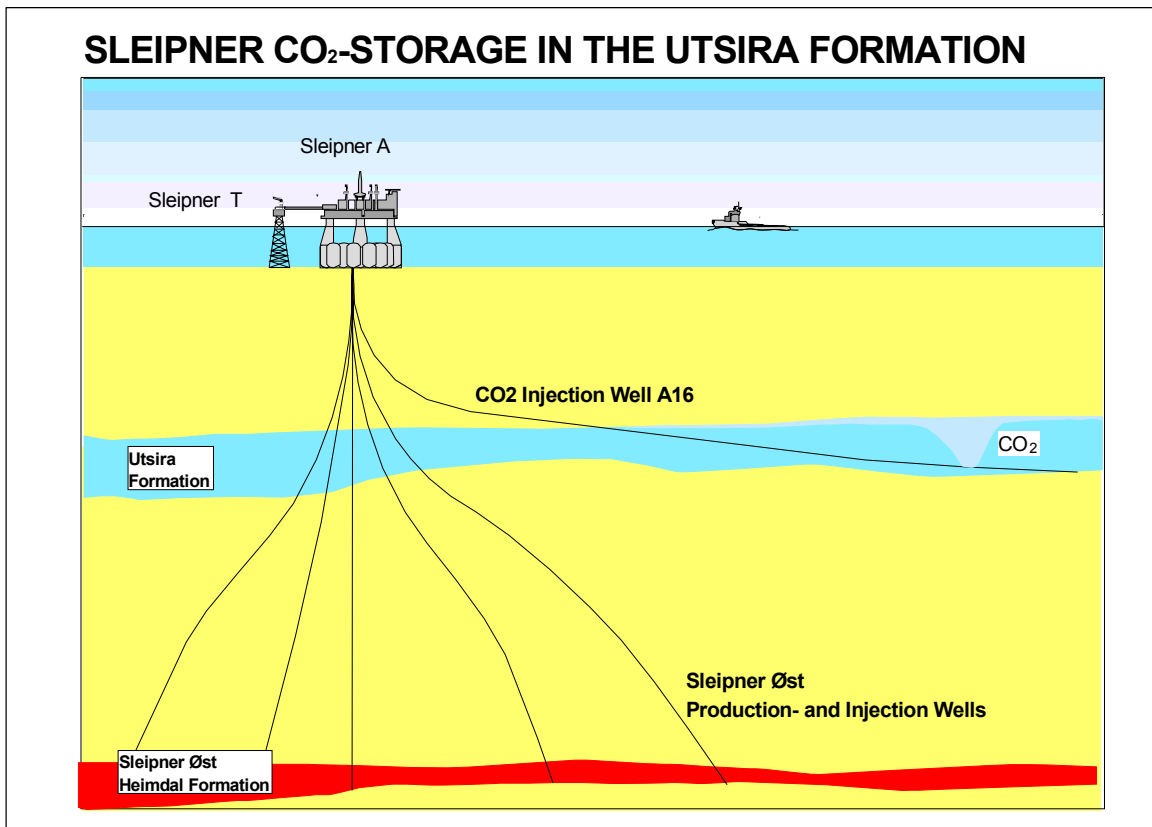 SLEIPNER CO₂-STORAGE IN THE UTSIRA FORMATION
Sleipner A
Sleipner T
CO2 Injection Well A16
CO₂
Utsira
Formation
Sleipner Øst
Production- and Injection Wells
Sleipner Øst
Heimdal Formation